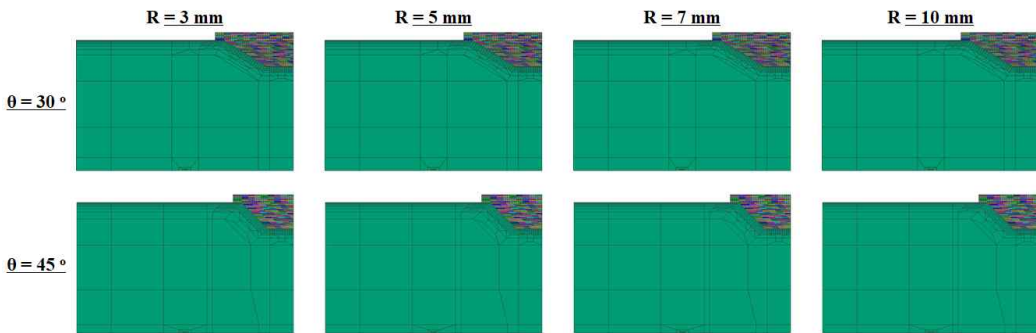 R = 3 mm R = 5 mm R = 7 mm R = 10 mm
θ = 30 º
θ = 45 º